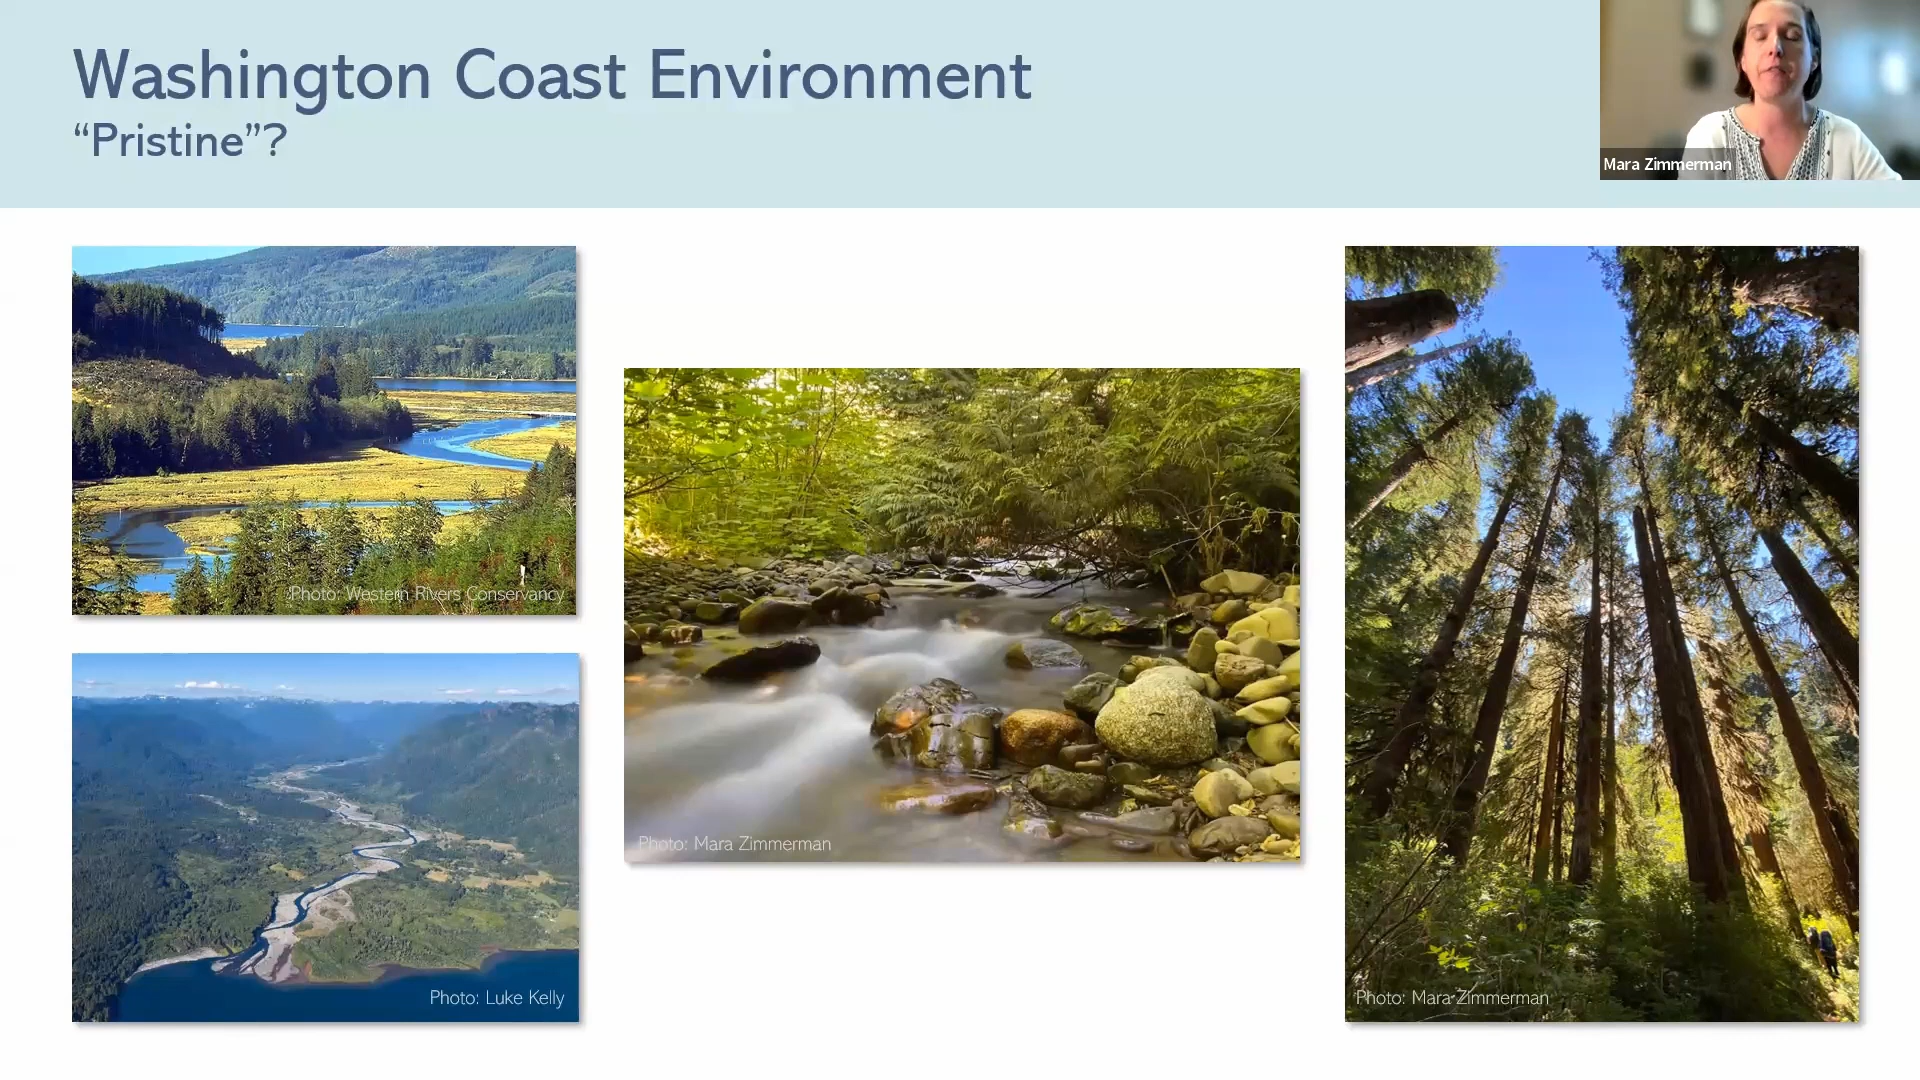 Washington Coast Environment
“Pristine”?
Mara Zimmerman
Photo: Western Rivers Conservancy
Photo: Luke Kelly
Photo: Mara Zimmerman
Photo: Mara Zimmerman